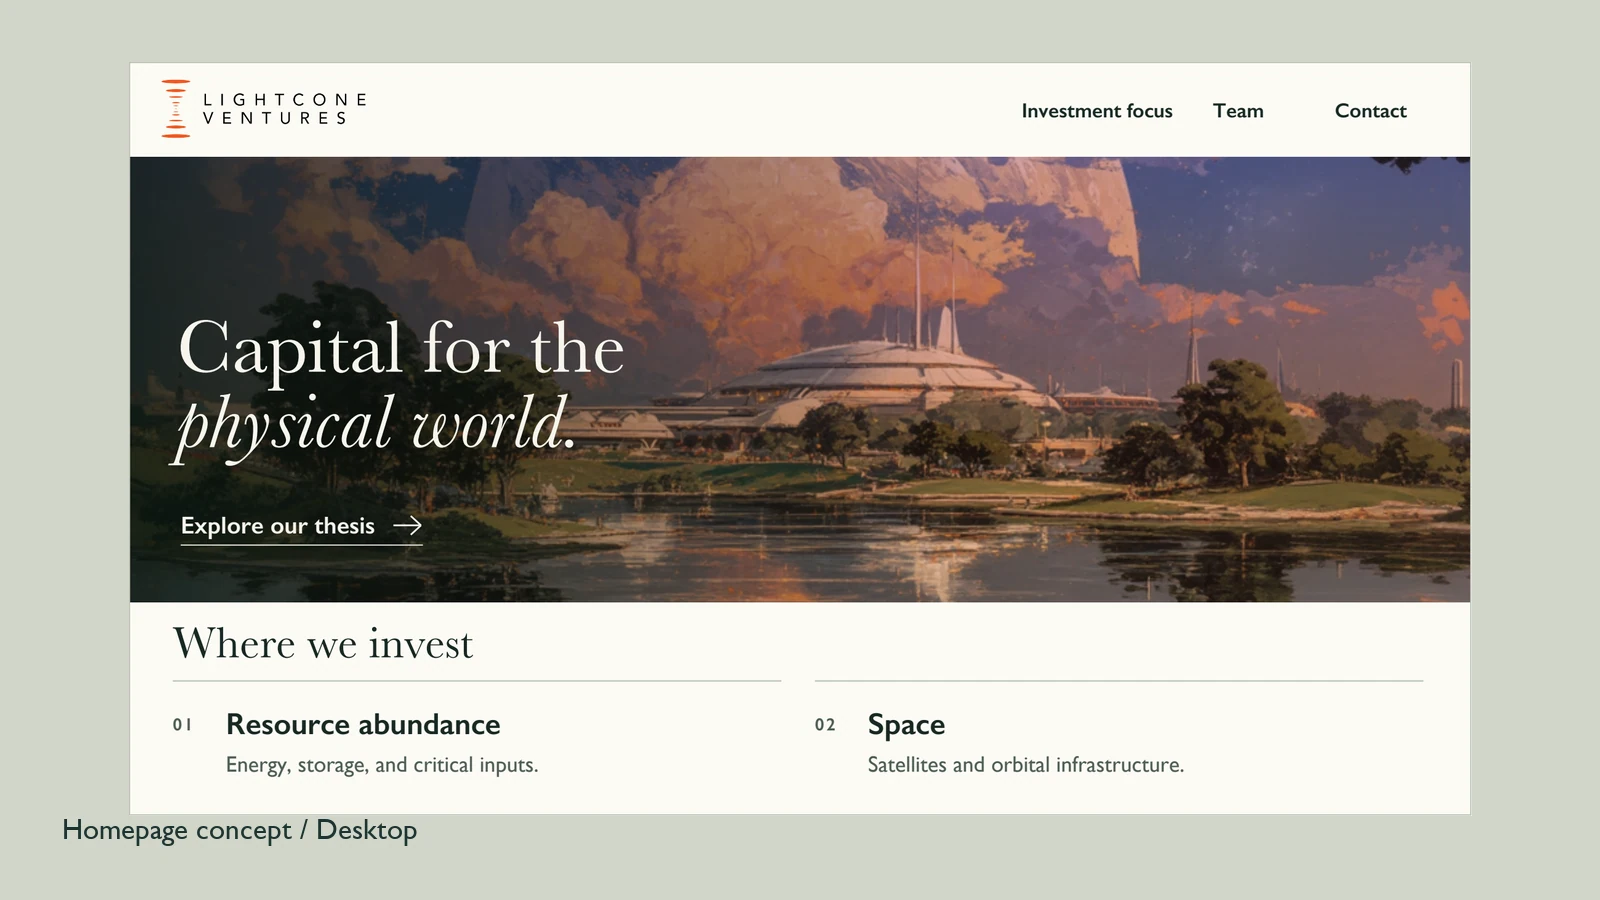 LIGHTCONE
VENTURES
Investment focus
Team
Contact
Capital for the
physical world.
Explore our thesis
Where we invest
01
Resource abundance
Energy, storage, and critical inputs.
02
Space
Satellites and orbital infrastructure.
Homepage concept / Desktop